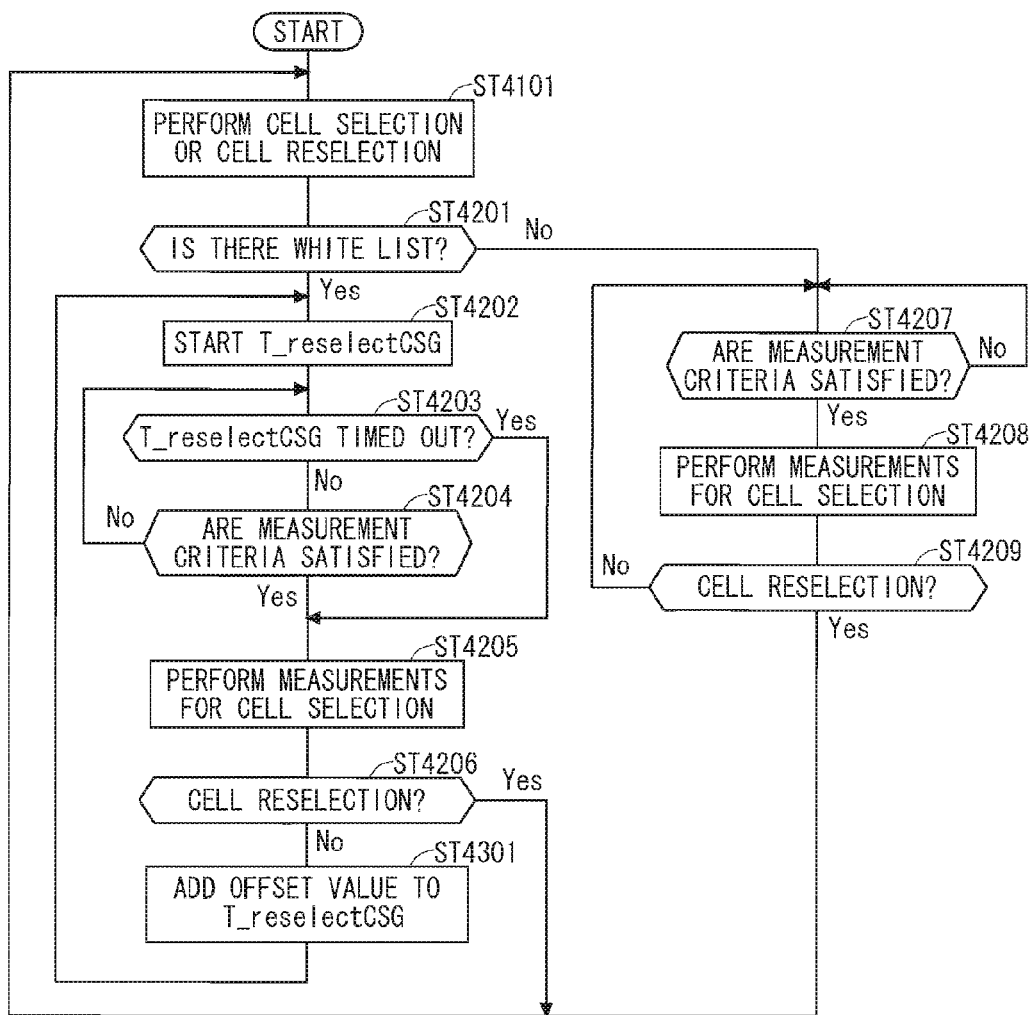 START
ST4101
PERFORM CELL SELECTION
OR CELL RESELECTION
ST4201
IS THERE WHITE LIST?
No
Yes
ST4202
START T_reselectCSG
ST4203
T_reselectCSG TIMED OUT?
Yes
No
ST4204
ARE MEASUREMENT
CRITERIA SATISFIED?
No
Yes
ST4205
PERFORM MEASUREMENTS
FOR CELL SELECTION
ST4206
CELL RESELECTION?
Yes
No
ST4301
ADD OFFSET VALUE TO
T_reselectCSG
ST4207
ARE MEASUREMENT
CRITERIA SATISFIED?
No
Yes
ST4208
PERFORM MEASUREMENTS
FOR CELL SELECTION
ST4209
CELL RESELECTION?
No
Yes